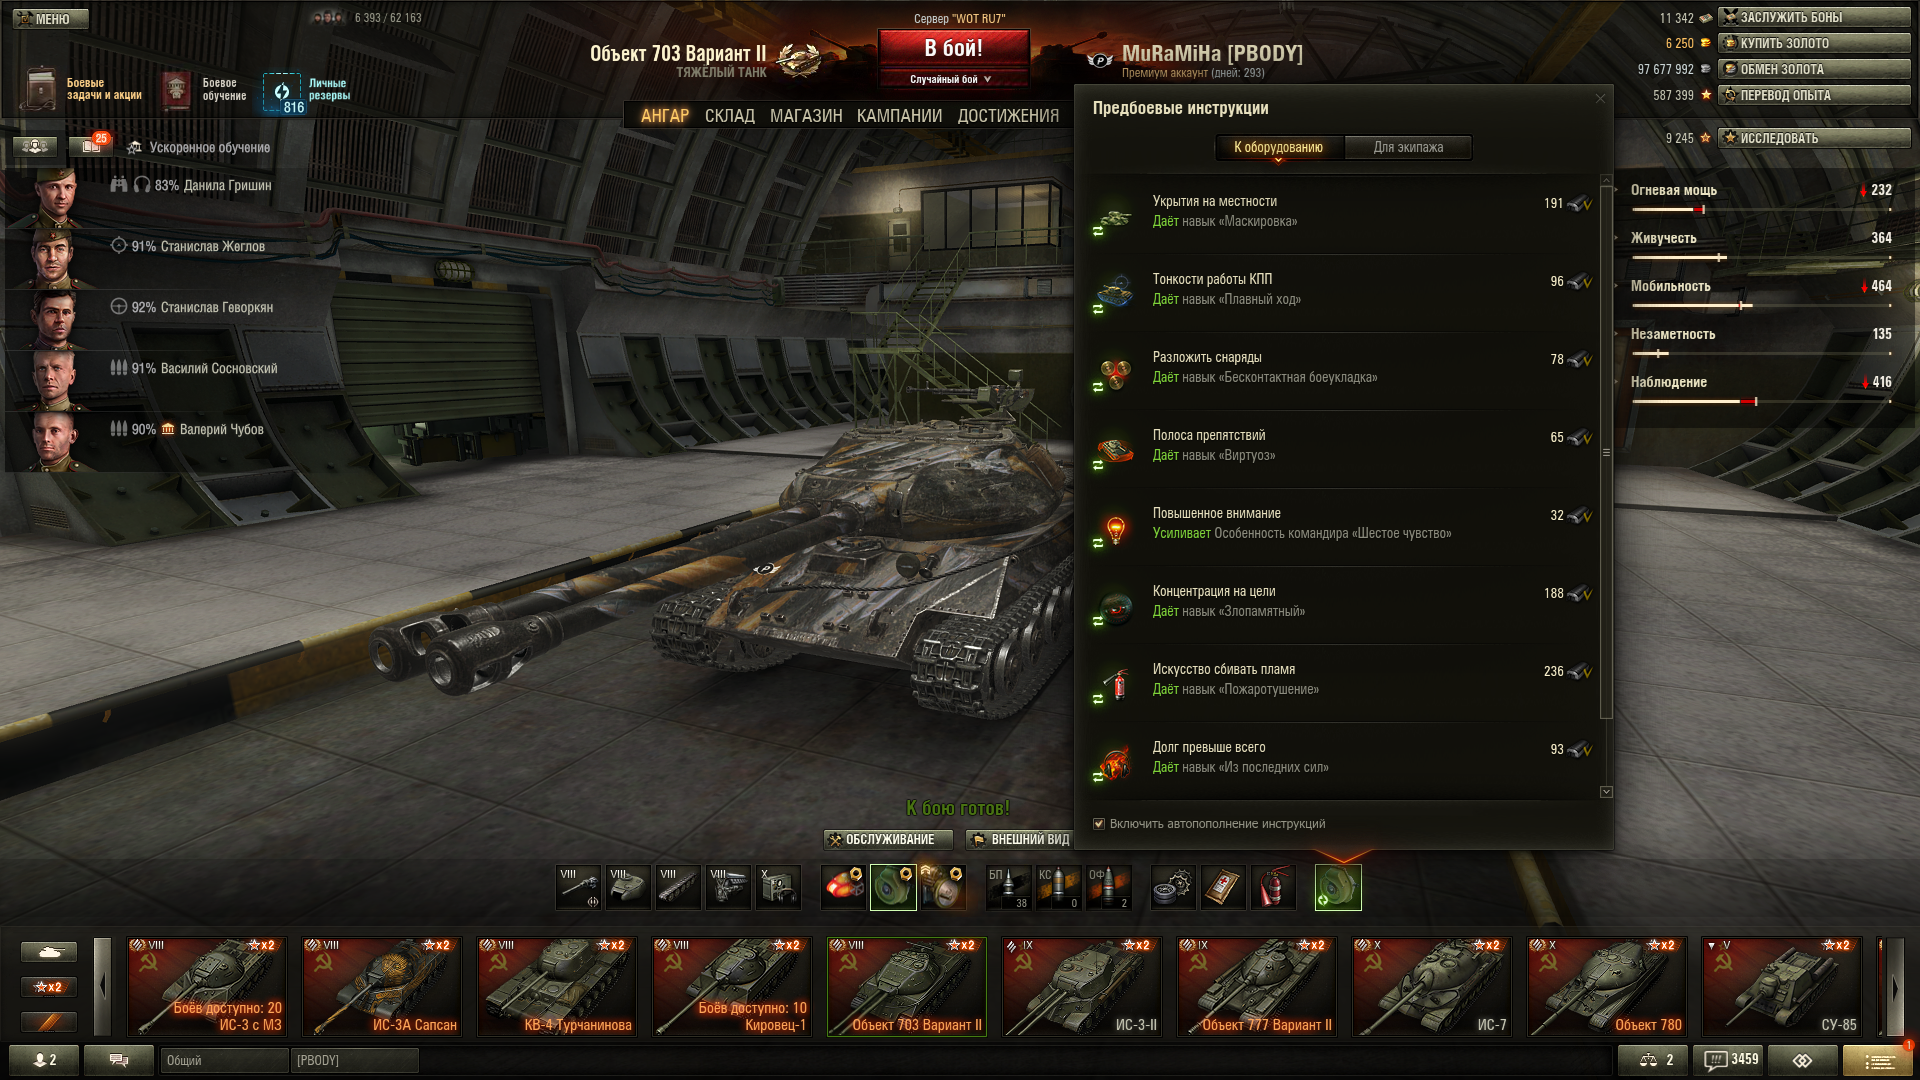 МЕНЮ
6 393 / 62 163
Сервер "WOT RU7"
Объект 703 Вариант II
ТЯЖЁЛЫЙ ТАНК
В бой!
Случайный бой
MuRaMiHa [PBODY]
Премиум аккаунт (дней: 293)
11 342
ЗАСЛУЖИТЬ БОНЫ
6 250
КУПИТЬ ЗОЛОТО
97 677 992
ОБМЕН ЗОЛОТА
587 399
ПЕРЕВОД ОПЫТА
9 245
ИССЛЕДОВАТЬ
Боевые
задачи и акции
Боевое
обучение
816
Личные
резервы
АНГАР
СКЛАД
МАГАЗИН
КАМПАНИИ
ДОСТИЖЕНИЯ
25
Ускоренное обучение
83% Данила Гришин
91% Станислав Жеглов
92% Станислав Геворкян
91% Василий Сосновский
90% Валерий Чубов
Предбоевые инструкции
К оборудованию
Для экипажа
Укрытия на местности
191
Даёт навык «Маскировка»
Тонкости работы КПП
96
Даёт навык «Плавный ход»
Разложить снаряды
78
Даёт навык «Бесконтактная боеукладка»
Полоса препятствий
65
Даёт навык «Виртуоз»
Повышенное внимание
32
Усиливает Особенность командира «Шестое чувство»
Концентрация на цели
188
Даёт навык «Злопамятный»
Искусство сбивать пламя
236
Даёт навык «Пожаротушение»
Долг превыше всего
93
Даёт навык «Из последних сил»
Включить автопополнение инструкций
Огневая мощь
232
Живучесть
364
Мобильность
464
Незаметность
135
Наблюдение
416
К бою готов!
ОБСЛУЖИВАНИЕ
ВНЕШНИЙ ВИД
VIII
VIII
VIII
VIII
X
БП
38
КС
0
ОФ
2
VIII
x2
Боёв доступно: 20
ИС-3 с МЗ
VIII
x2
ИС-3А Сапсан
VIII
x2
КВ-4 Турчанинова
VIII
x2
Боёв доступно: 10
Кировец-1
VIII
x2
Объект 703 Вариант II
IX
x2
ИС-3-II
IX
x2
Объект 777 Вариант II
X
x2
ИС-7
X
x2
Объект 780
V
x2
СУ-85
x2
2
Общий
[PBODY]
2
3459
1